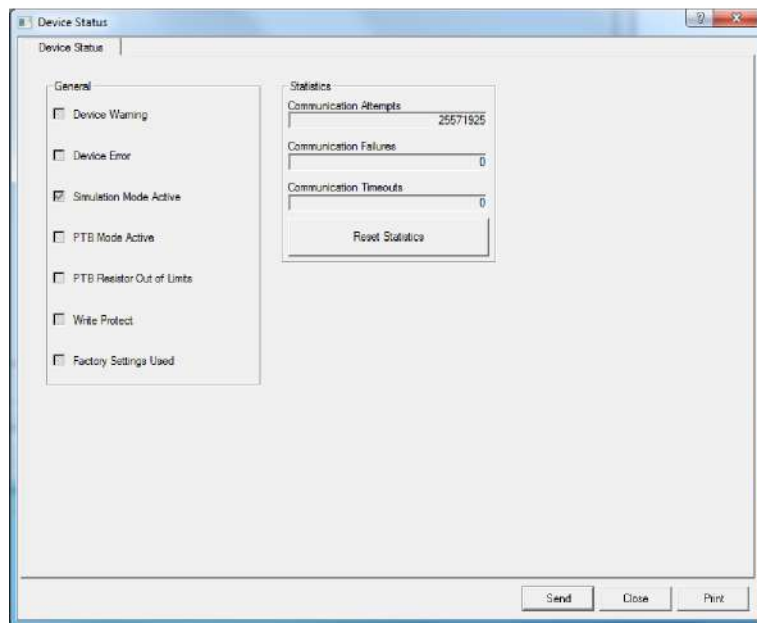 Device Status
Device Status
General
Device Warning
Device Error
Simulation Mode Active
PTB Mode Active
PTB Resistor Out of Limits
Write Protect
Factory Settings Used
Statistics
Communication Attempts
25571925
Communication Failures
0
Communication Timeouts
0
Reset Statistics
Send
Close
Print